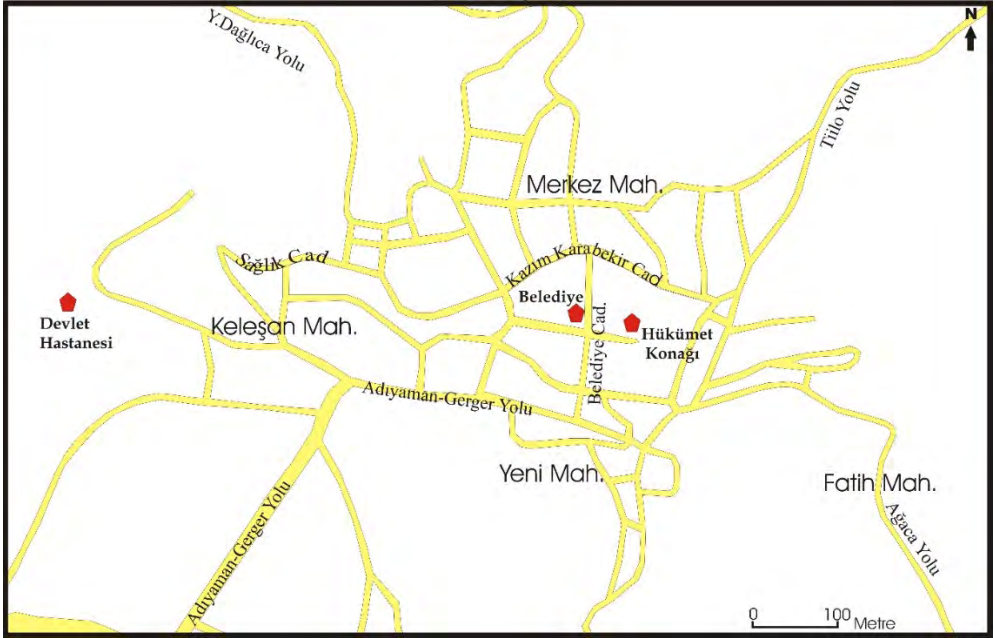 Y.Dağlıca Yolu
N
Tiilo Yolu
Merkez Mah.
Sağlık Cad
Kazım Karabekir Cad
Belediye
Devlet
Hastanesi
Keleşan Mah.
Belediye Cad.
Hükümet
Konağı
Adıyaman-Gerger Yolu
Yeni Mah.
Fatih Mah.
Adıyaman-Gerger Yolu
Ağaca Yolu
0 100 Metre